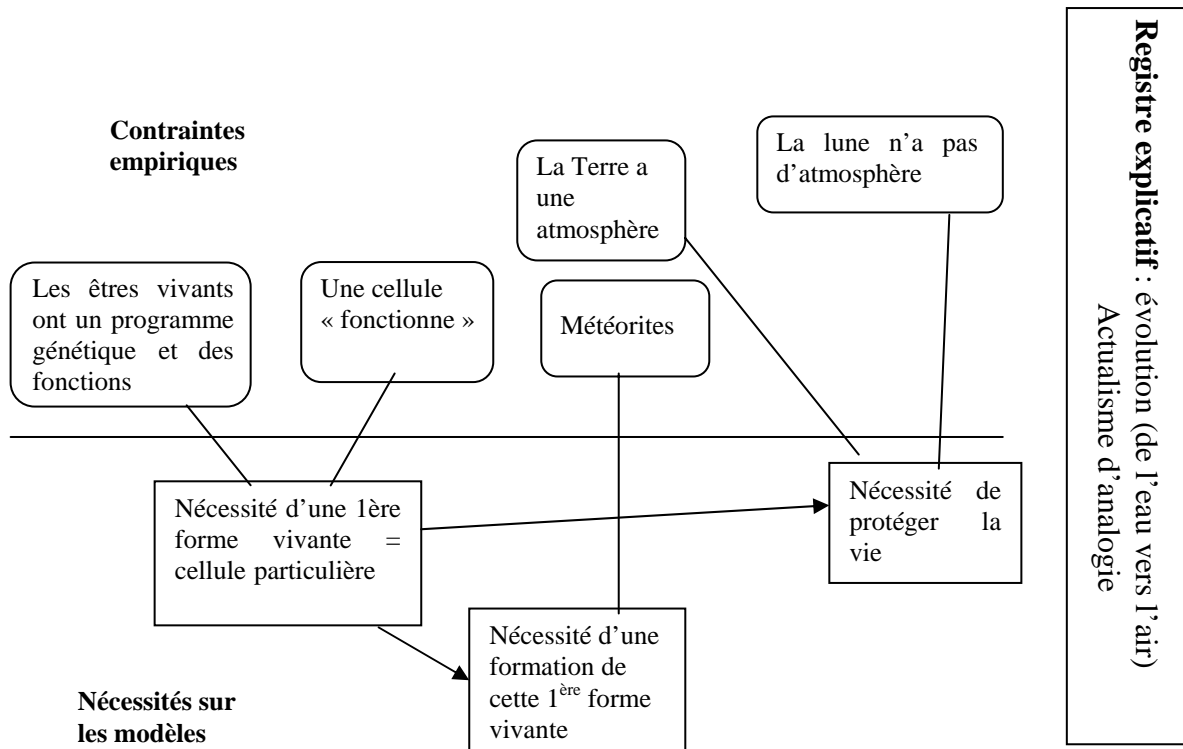 Contraintes
empiriques
La Terre a
une
atmosphère
La lune n'a pas
d'atmosphère
Les êtres vivants
ont un programme
génétique et des
fonctions
Une cellule
« fonctionne »
Météorites
Nécessité d'une 1ère
forme vivante =
cellule particulière
Nécessité de
protéger la
vie
Nécessité d'une
formation de
cette 1ère forme
vivante
Nécessités sur
les modèles
Registre explicatif : évolution (de l'eau vers l'air)
Actualisme d'analogie